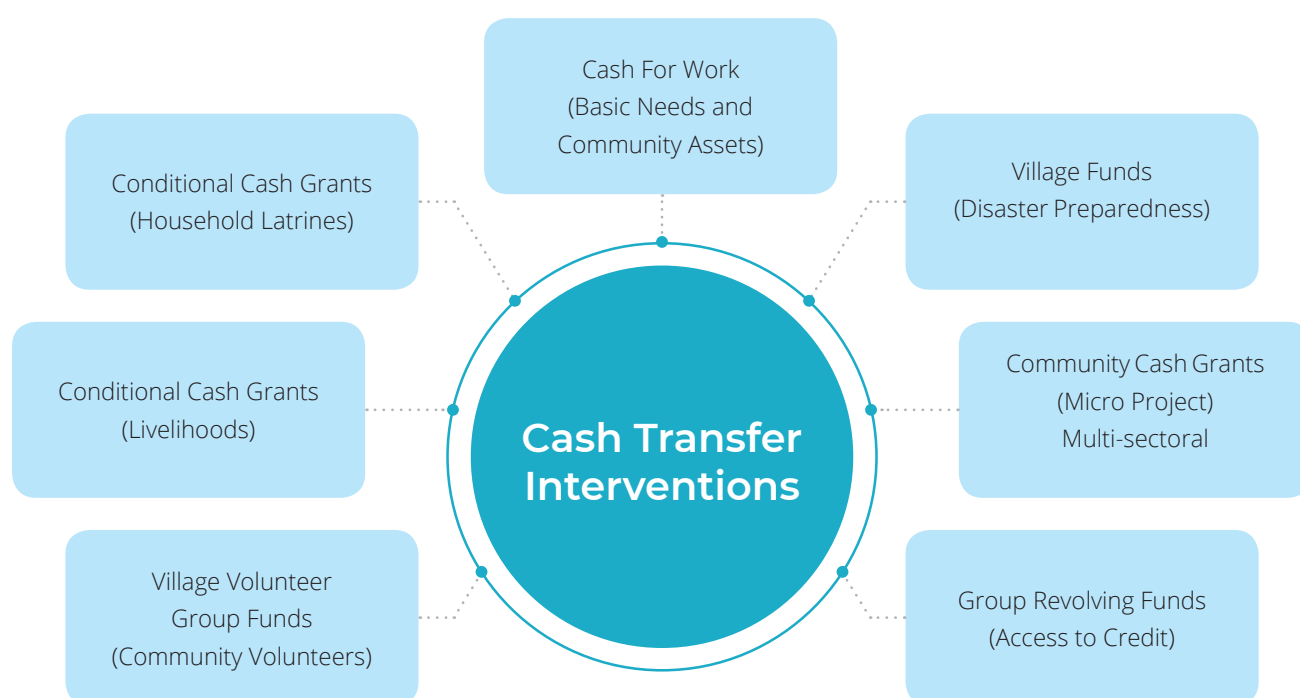 Cash For Work
(Basic Needs and
Community Assets)
Conditional Cash Grants
(Household Latrines)
Village Funds
(Disaster Preparedness)
Conditional Cash Grants
(Livelihoods)
Cash Transfer
Interventions
Community Cash Grants
(Micro Project)
Multi-sectoral
Village Volunteer
Group Funds
(Community Volunteers)
Group Revolving Funds
(Access to Credit)